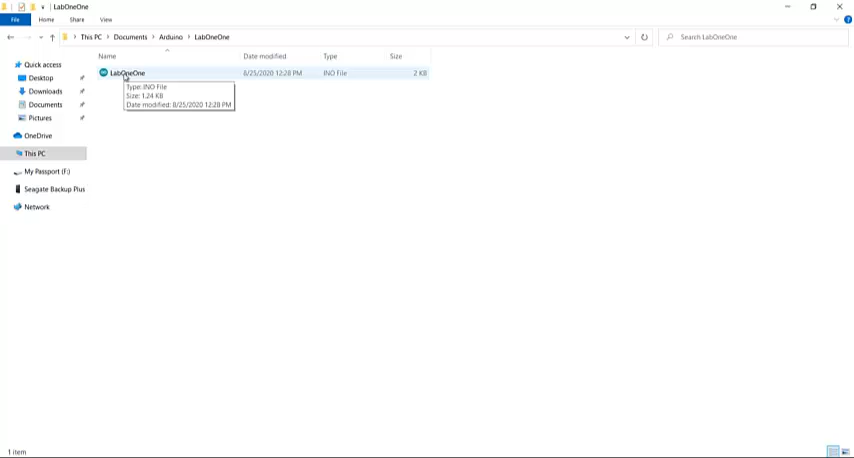 LabOneOne
File Home Share View
This PC > Documents > Arduino > LabOneOne
Search LabOneOne
Name Date modified Type Size
LabOneOne 8/25/2020 12:28 PM INO File 2 KB
Type: INO File
Size: 1.24 KB
Date modified: 8/25/2020 12:28 PM
Quick access
Desktop
Downloads
Documents
Pictures
OneDrive
This PC
My Passport (F:)
Seagate Backup Plus
Network
1 item